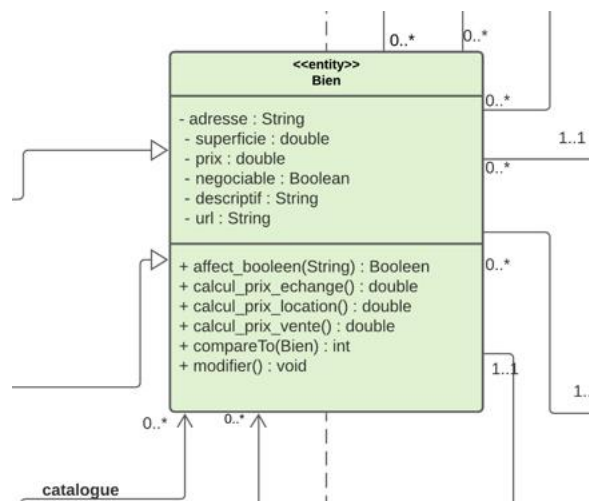 0..*
0..*
<<entity>>
Bien
0..*
1..1
0..*
- adresse : String
- superficie : double
- prix : double
- negociable : Boolean
- descriptif : String
- url : String
0..*
+ affect_booleen(String) : Booleen
+ calcul_prix_echange() : double
+ calcul_prix_location() : double
+ calcul_prix_vente() : double
+ compareTo(Bien) : int
+ modifier() : void
1..1
1..
0..*
0..*
catalogue